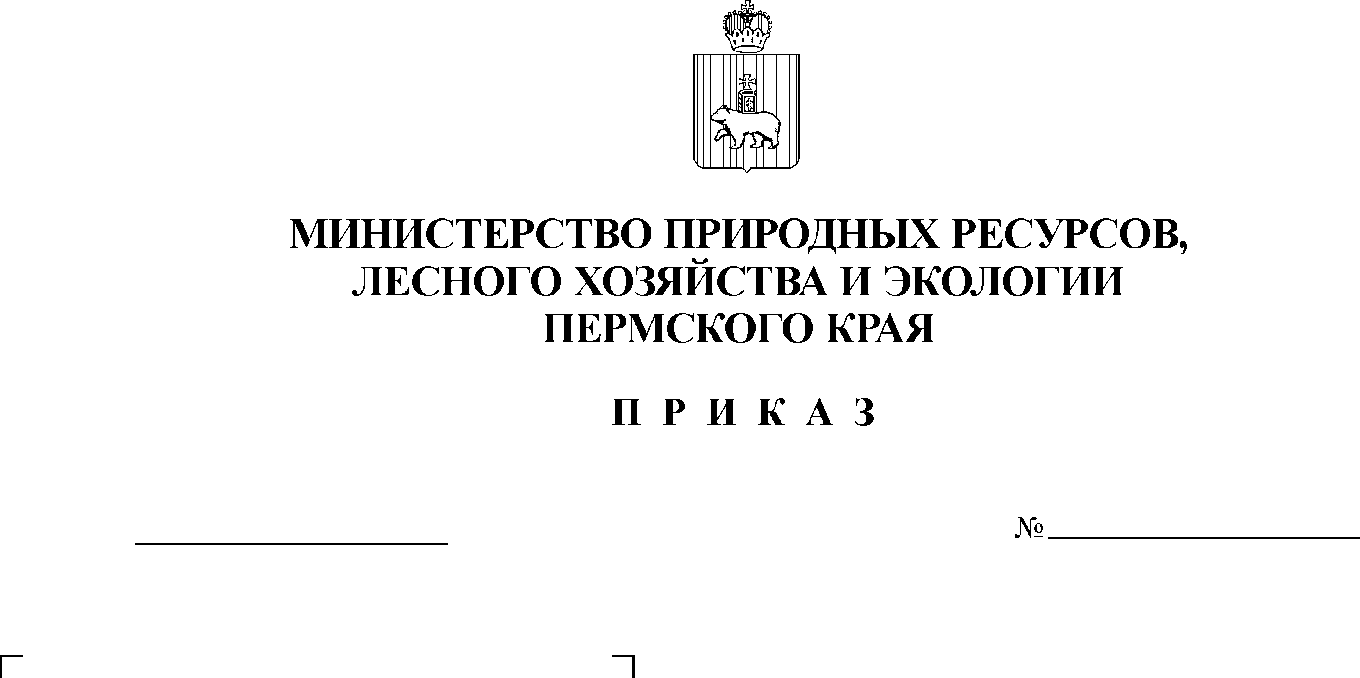 МИНИСТЕРСТВО ПРИРОДНЫХ РЕСУРСОВ,
ЛЕСНОГО ХОЗЯЙСТВА И ЭКОЛОГИИ
ПЕРМСКОГО КРАЯ
П Р И К А З
№